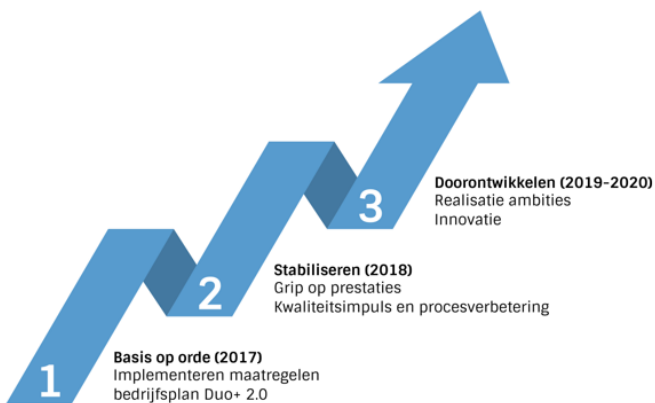 1
Basis op orde (2017)
Implementeren maatregelen
bedrijfsplan Duo+ 2.0
2
Stabiliseren (2018)
Grip op prestaties
Kwaliteitsimpuls en procesverbetering
3
Doorontwikkelen (2019-2020)
Realisatie ambities
Innovatie